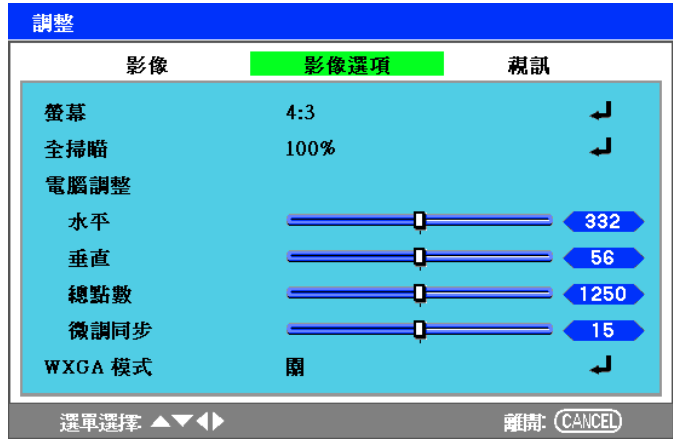 調整
影像 影像選項 視訊
螢幕 4:3
全掃瞄 100%
電腦調整
水平 332
垂直 56
總點數 1250
微調同步 15
WXGA 模式 關
選單選擇: 離開: CANCEL